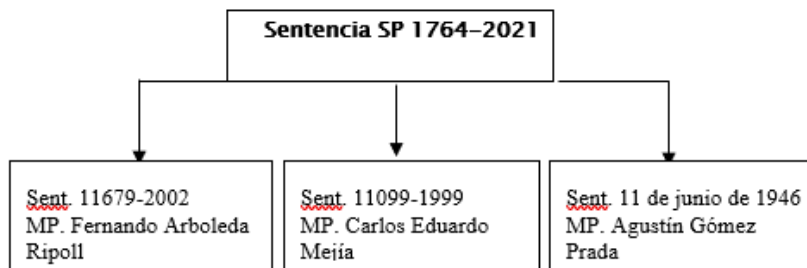 Sentencia SP 1764-2021
Sent. 11679-2002
MP. Fernando Arboleda
Ripoll
Sent. 11099-1999
MP. Carlos Eduardo
Mejía
Sent. 11 de junio de 1946
MP. Agustín Gómez
Prada